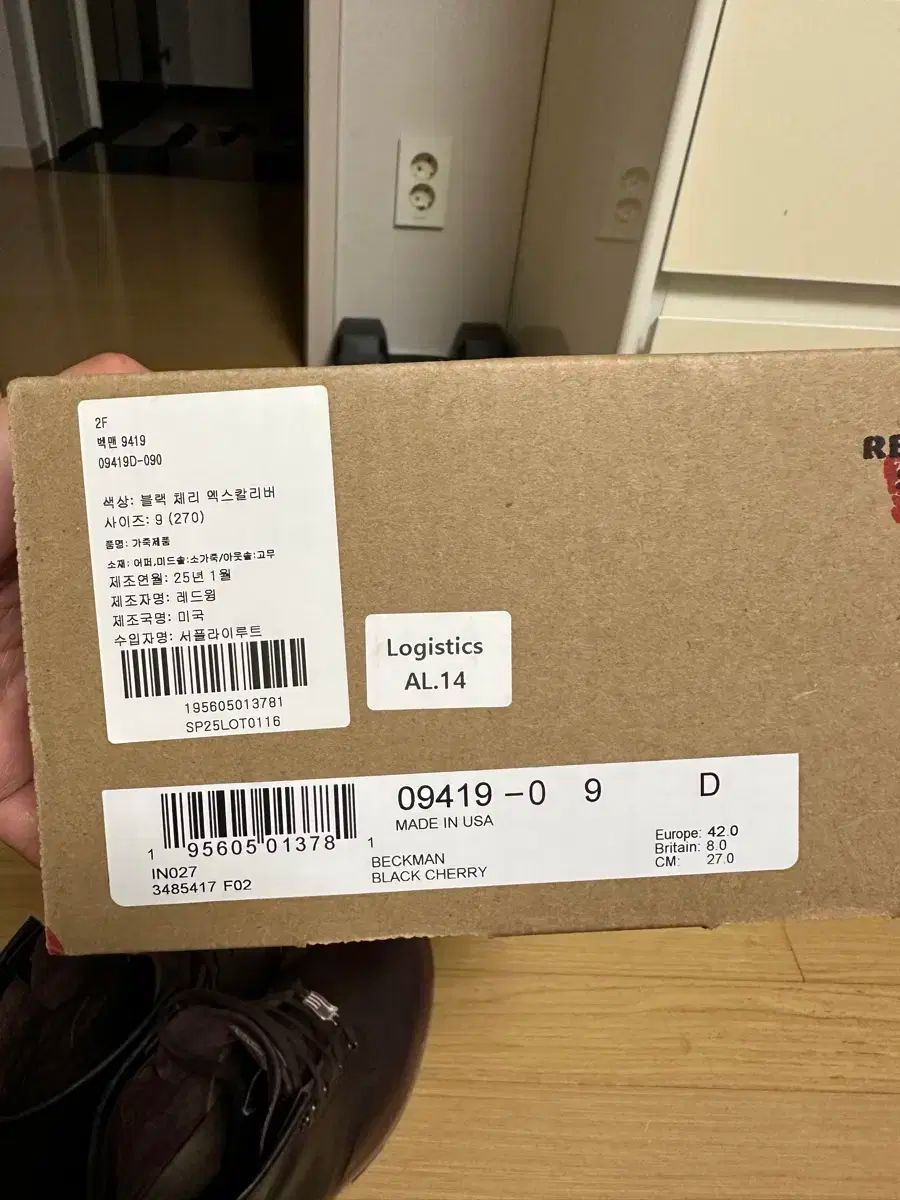 2F
벅맨 9419
09419D-090
색상: 블랙 체리 엑스칼리버
사이즈: 9 (270)
품명: 가죽제품
소재: 어퍼,미드솔:소가죽/아웃솔:고무
제조연월: 25년 1월
제조자명: 레드윙
제조국명: 미국
수입자명: 서플라이루트
195605013781
SP25LOT0116
Logistics
AL.14
RE
09419 -0 9 D
MADE IN USA
1 95605 01378 1
IN027
3485417 F02
BECKMAN
BLACK CHERRY
Europe: 42.0
Britain: 8.0
CM: 27.0